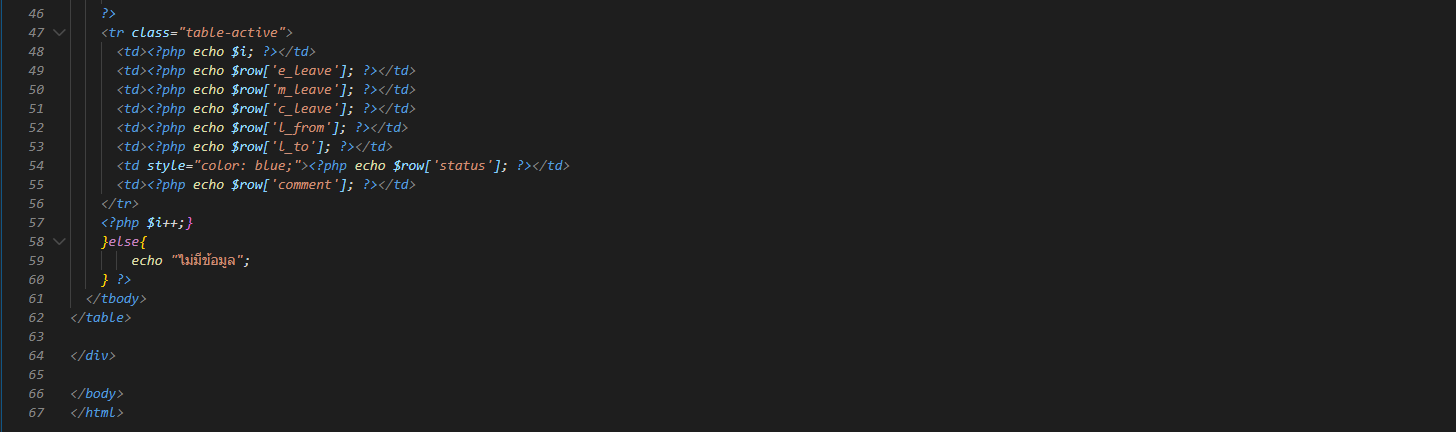 46 ?>
47 <tr class="table-active">
48 <td><?php echo $i; ?></td>
49 <td><?php echo $row['e_leave']; ?></td>
50 <td><?php echo $row['m_leave']; ?></td>
51 <td><?php echo $row['c_leave']; ?></td>
52 <td><?php echo $row['l_from']; ?></td>
53 <td><?php echo $row['l_to']; ?></td>
54 <td style="color: blue;"><?php echo $row['status']; ?></td>
55 <td><?php echo $row['comment']; ?></td>
56 </tr>
57 <?php $i++;}
58 }else{
59 echo "ไม่มีข้อมูล";
60 } ?>
61 </tbody>
62 </table>
63
64 </div>
65
66 </body>
67 </html>